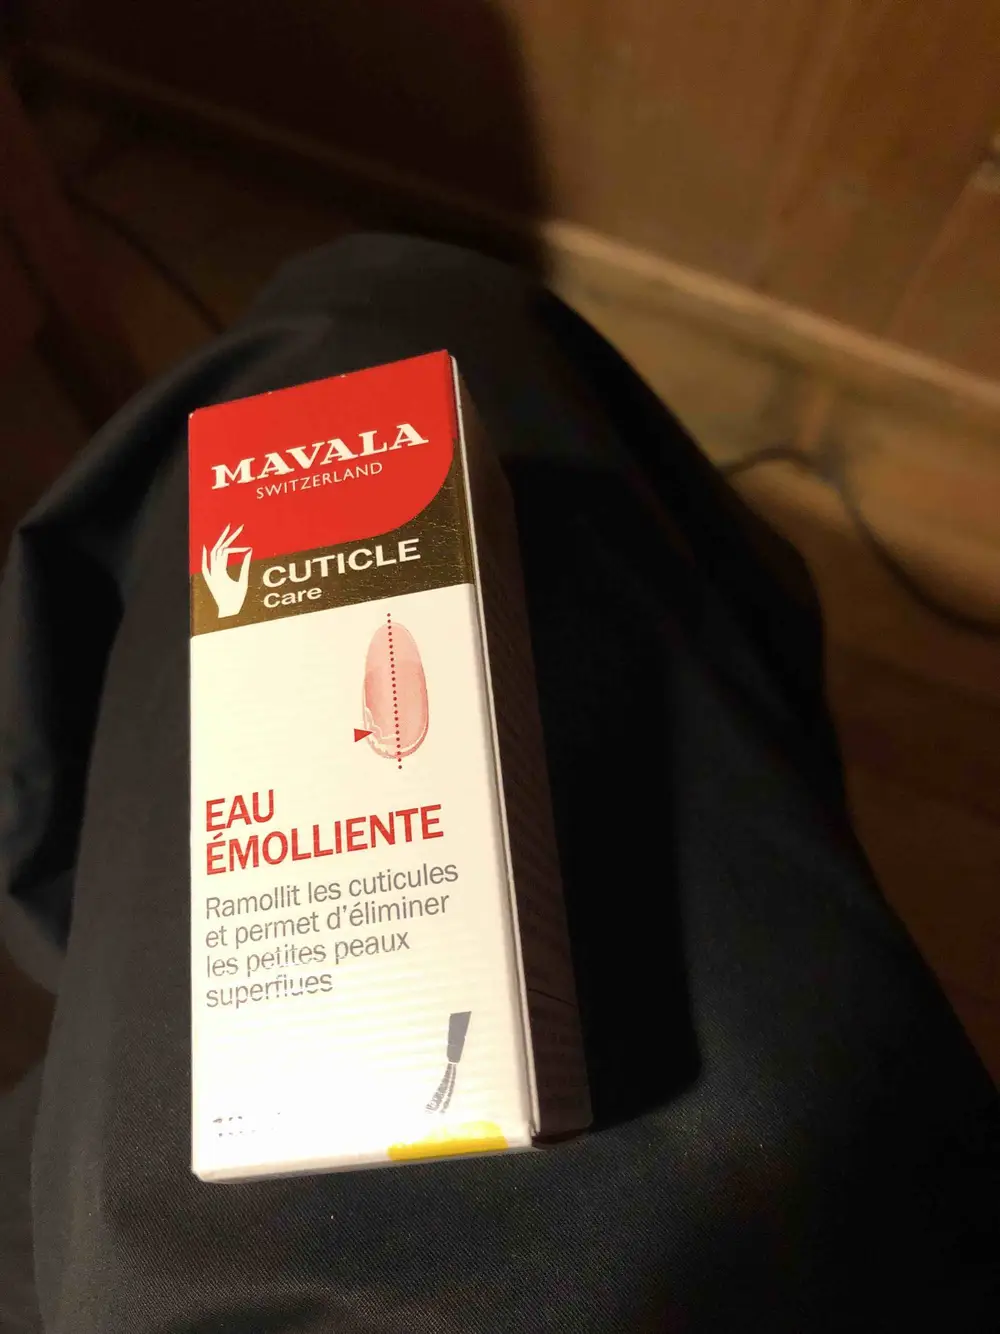 MAVALA
SWITZERLAND
CUTICLE
Care
EAU
ÉMOLLIENTE
Ramollit les cuticules
et permet d'éliminer
les petites peaux
superflues